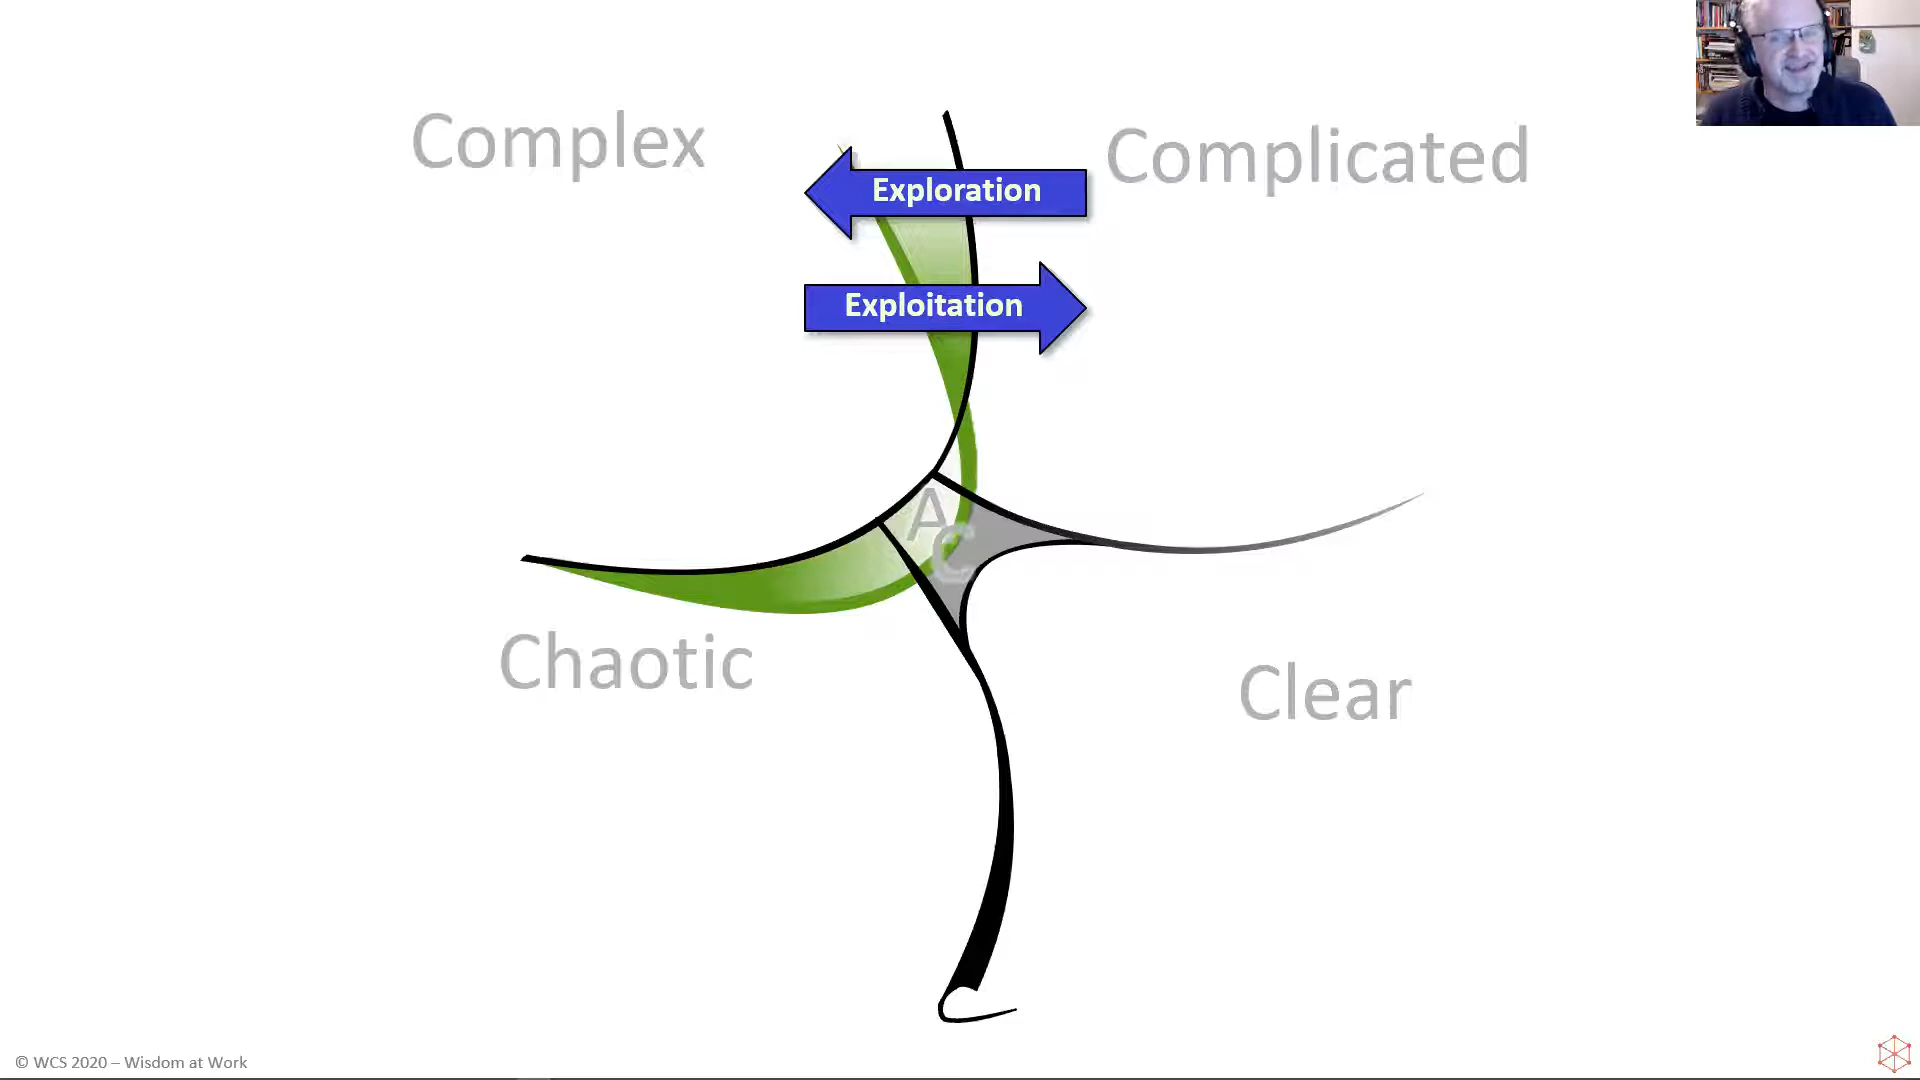 Complex
Complicated
Exploration
Exploitation
A
C
Chaotic
Clear
© WCS 2020 – Wisdom at Work